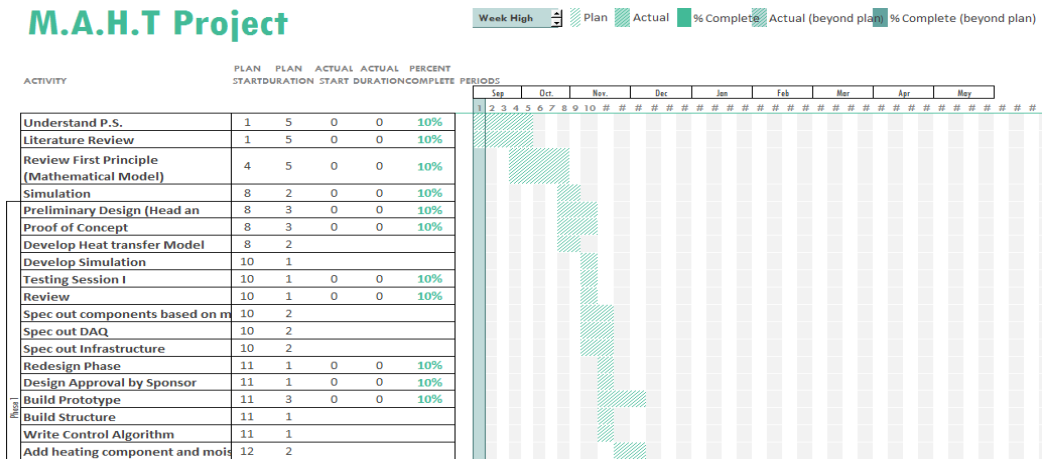 M.A.H.T Project
Week High Plan Actual % Complete Actual (beyond plan) % Complete (beyond plan)
PLAN PLAN ACTUAL ACTUAL PERCENT
ACTIVITY START DURATION START DURATION COMPLETE PERIODS
Sep Oct. Nov. Dec Jan Feb Mar Apr May
1 2 3 4 5 6 7 8 9 10 # # # # # # # # # # # # # # # # # # # # # # # # # # # # # # # # # # # #
Understand P.S. 1 5 0 0 10%
Literature Review 1 5 0 0 10%
Review First Principle
(Mathematical Model) 4 5 0 0 10%
Simulation 8 2 0 0 10%
Preliminary Design (Head an 8 3 0 0 10%
Proof of Concept 8 3 0 0 10%
Develop Heat transfer Model 8 2
Develop Simulation 10 1
Testing Session I 10 1 0 0 10%
Review 10 1 0 0 10%
Spec out components based on m 10 2
Spec out DAQ 10 2
Spec out Infrastructure 10 2
Redesign Phase 11 1 0 0 10%
Design Approval by Sponsor 11 1 0 0 10%
Phase I
Build Prototype 11 3 0 0 10%
Build Structure 11 1
Write Control Algorithm 11 1
Add heating component and mois 12 2